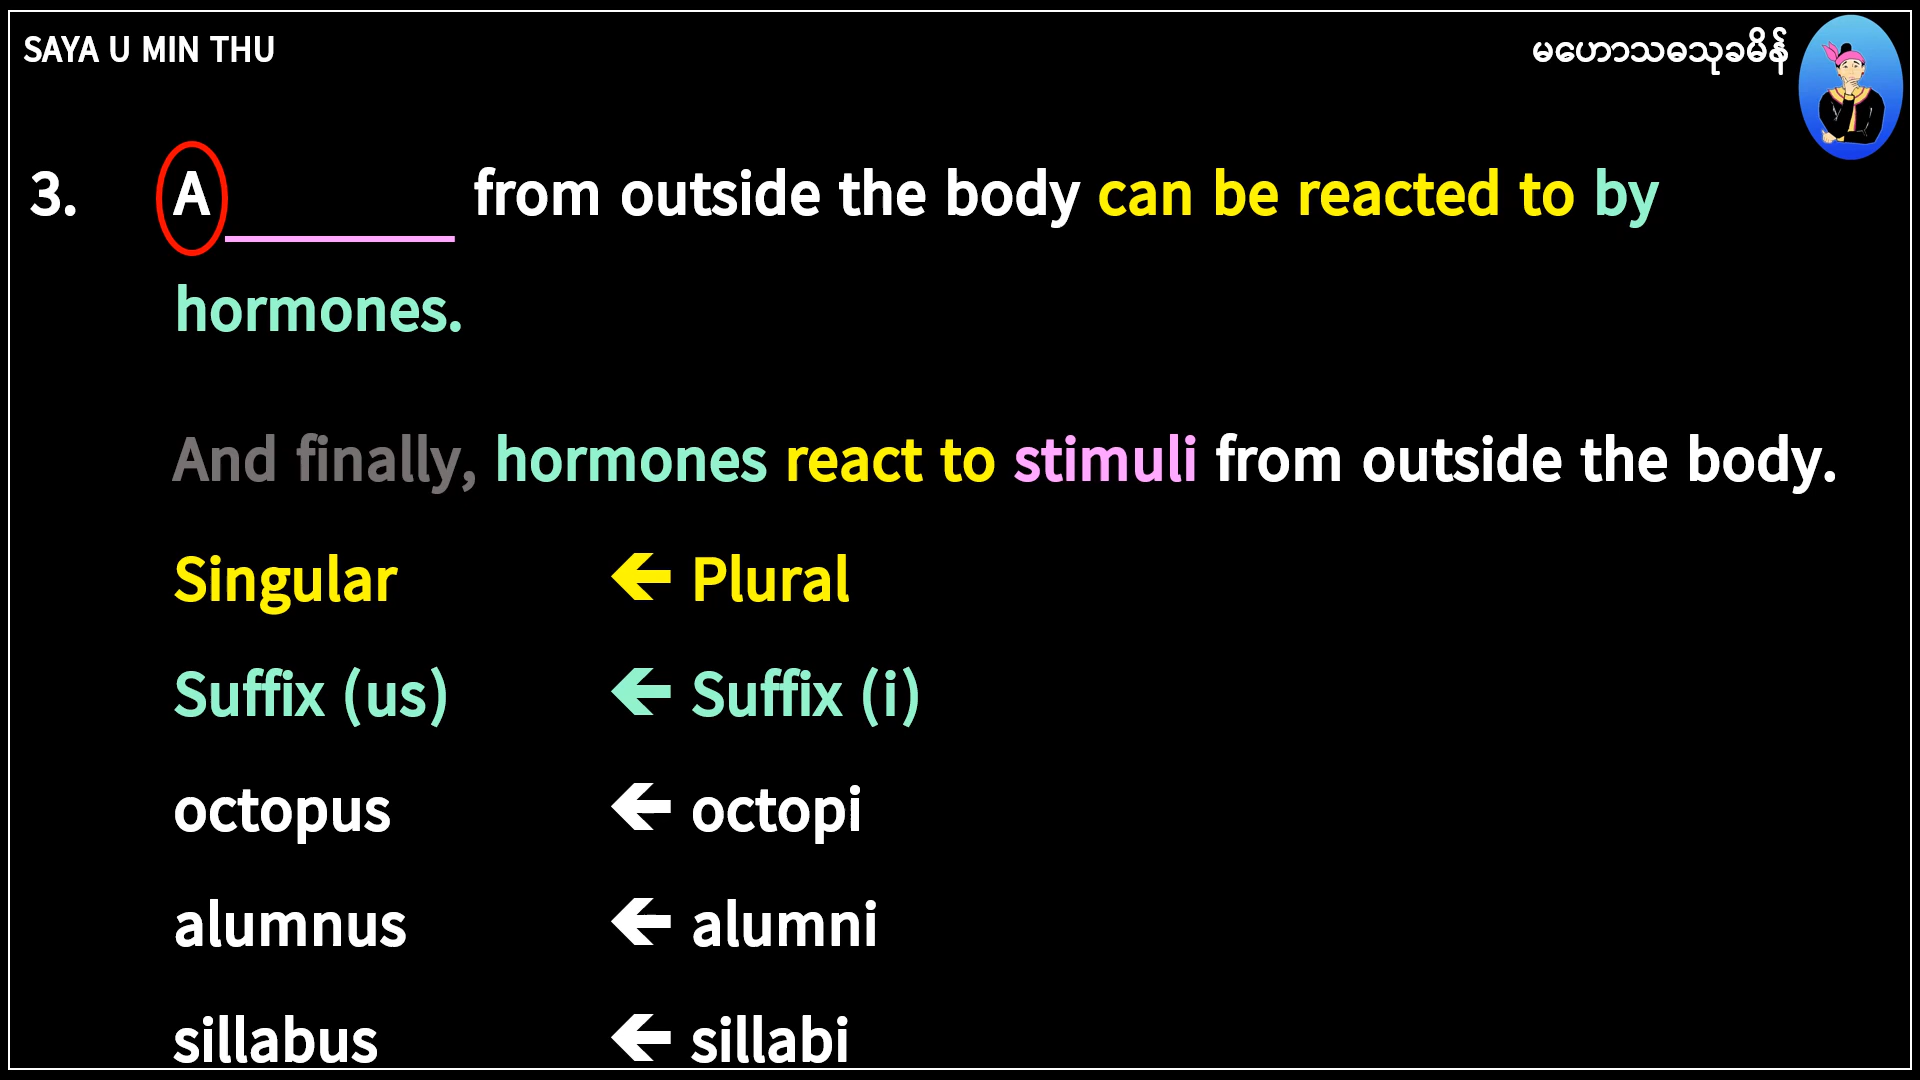 SAYA U MIN THU
မဟောသဓသုခမိန်
3. A________ from outside the body can be reacted to by
hormones.
And finally, hormones react to stimuli from outside the body.
Singular ← Plural
Suffix (us) ← Suffix (i)
octopus ← octopi
alumnus ← alumni
sillabus ← sillabi